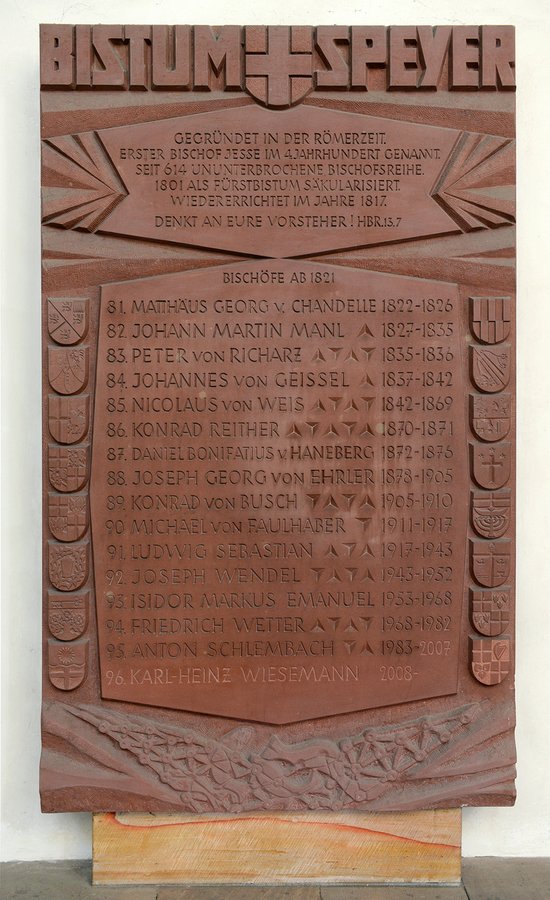 BISTUM SPEYER
GEGRÜNDET IN DER RÖMERZEIT.
ERSTER BISCHOF JESSE IM 4 JAHRHUNDERT GENANNT.
SEIT 614 UNUNTERBROCHENE BISCHOFSREIHE.
1801 ALS FÜRSTBISTUM SÄKULARISIERT.
WIEDERERRICHTET IM JAHRE 1817.
DENKT AN EURE VORSTEHER! HBR.13.7
BISCHÖFE AB 1821
81. MATTHÄUS GEORG v. CHANDELLE 1822-1826
82. JOHANN MARTIN MANL 1827-1835
83. PETER VON RICHARZ 1835-1836
84. JOHANNES VON GEISSEL 1837-1842
85. NICOLAUS VON WEIS 1842-1869
86. KONRAD REITHER 1870-1871
87. DANIEL BONIFATIUS v. HANEBERG 1872-1876
88. JOSEPH GEORG VON EHRLER 1878-1905
89. KONRAD VON BUSCH 1905-1910
90 MICHAEL VON FAULHABER 1911-1917
91. LUDWIG SEBASTIAN 1917-1943
92. JOSEPH WENDEL 1943-1952
93. ISIDOR MARKUS EMANUEL 1953-1968
94. FRIEDRICH WETTER 1968-1982
95. ANTON SCHLEMBACH 1983-2007
96. KARL-HEINZ WIESEMANN 2008-